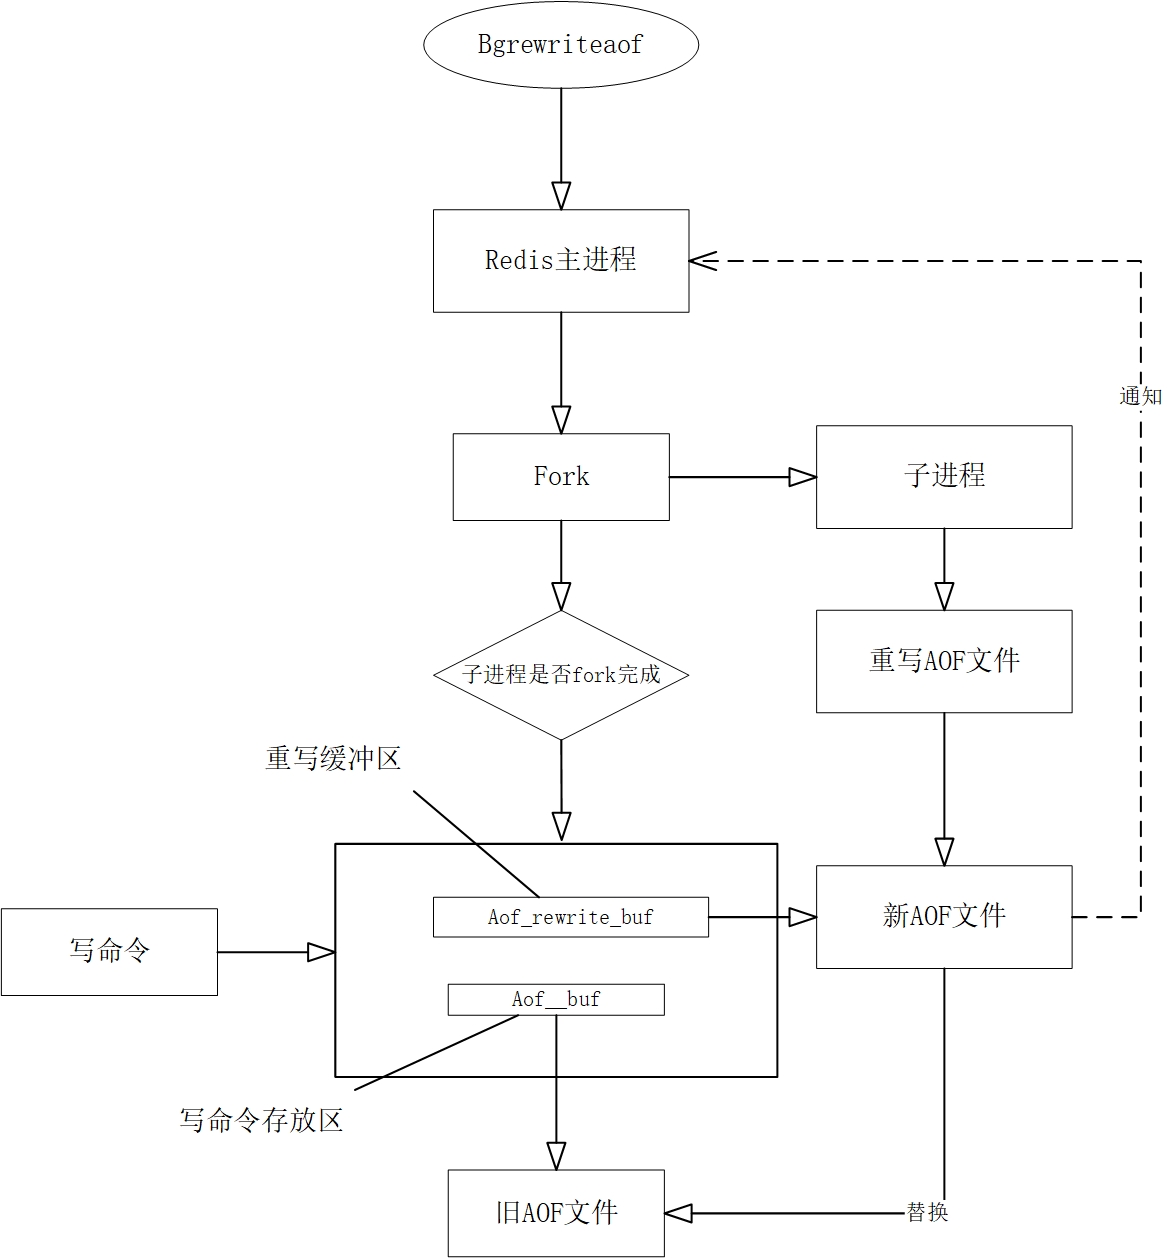 Bgrewriteaof
Redis主进程
通知
Fork
子进程
子进程是否fork完成
重写AOF文件
重写缓冲区
Aof_rewrite_buf
新AOF文件
写命令
Aof__buf
写命令存放区
旧AOF文件
替换